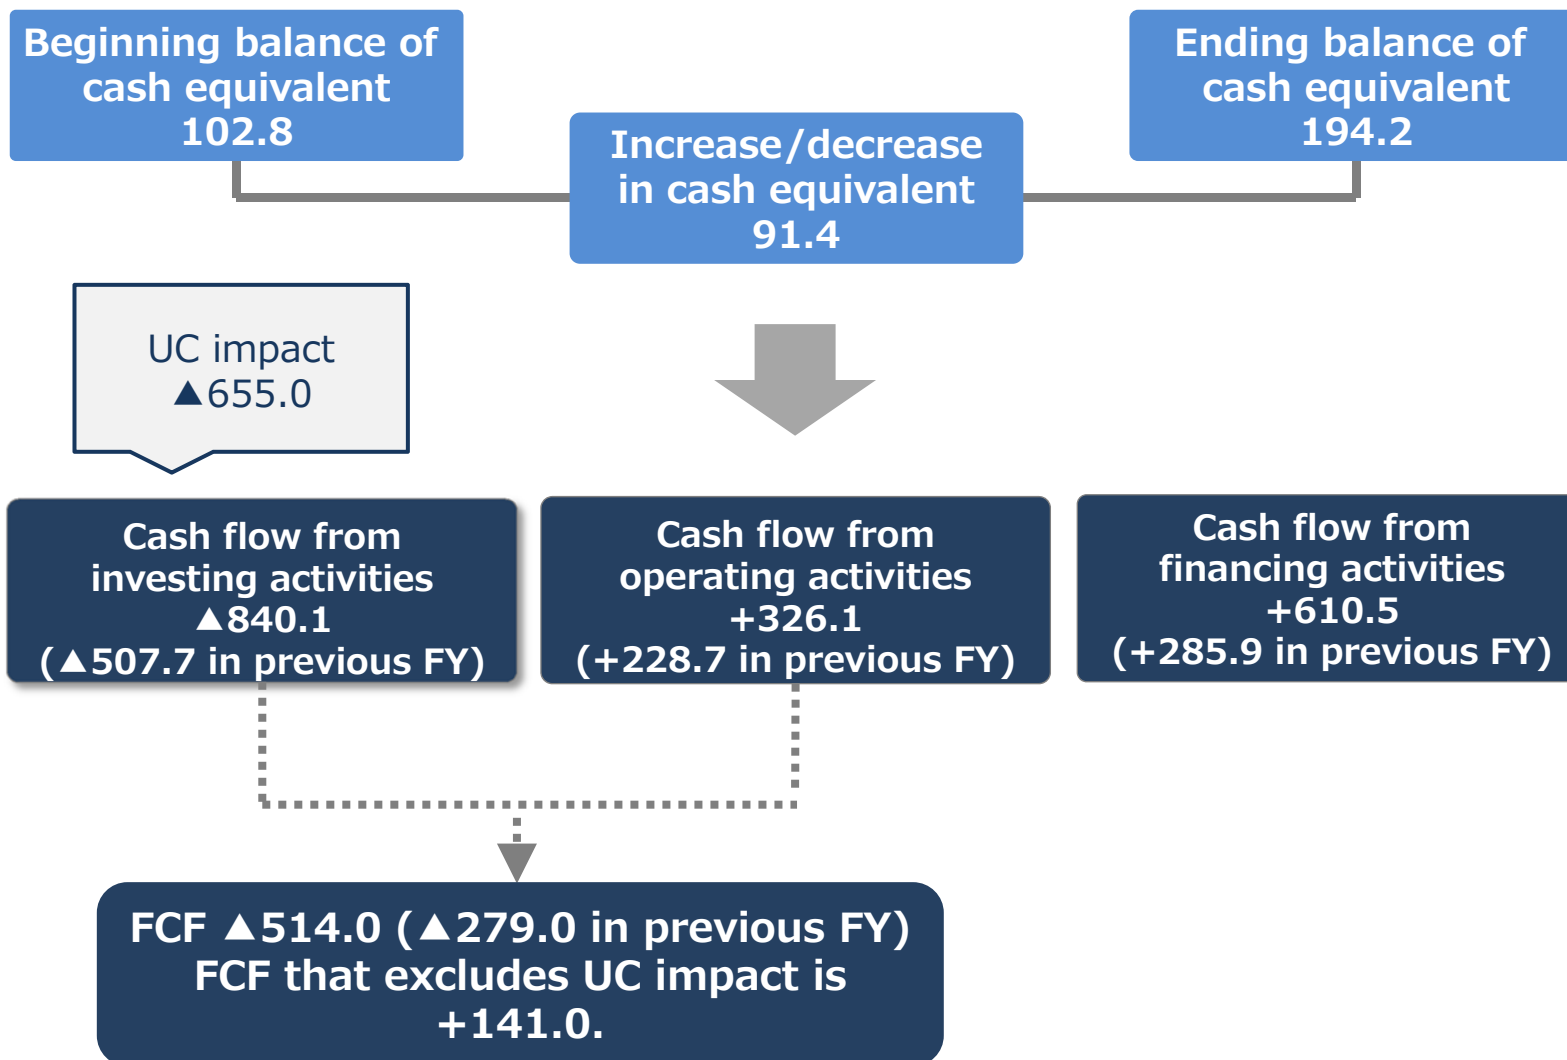 Beginning balance of
cash equivalent
102.8
Increase/decrease
in cash equivalent
91.4
Ending balance of
cash equivalent
194.2
UC impact
▲655.0
Cash flow from
investing activities
▲840.1
(▲507.7 in previous FY)
Cash flow from
operating activities
+326.1
(+228.7 in previous FY)
Cash flow from
financing activities
+610.5
(+285.9 in previous FY)
FCF ▲514.0 (▲279.0 in previous FY)
FCF that excludes UC impact is
+141.0.